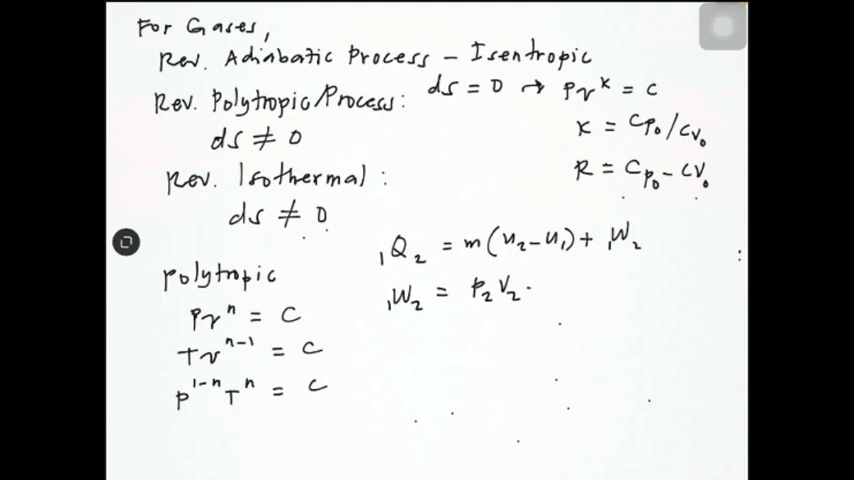 For Gases,
Rev. Adiabatic Process – Isentropic
ds = 0 → Pv^k = C
Rev. Polytropic Process:
ds ≠ 0
k = Cp₀/Cv₀
R = Cp₀ - Cv₀
Rev. Isothermal:
ds ≠ 0
₁Q₂ = m(u₂-u₁) + ₁W₂
₁W₂ = P₂V₂
Polytropic
Pv^n = C
Tv^(n-1) = C
P^(1-n) T^n = C